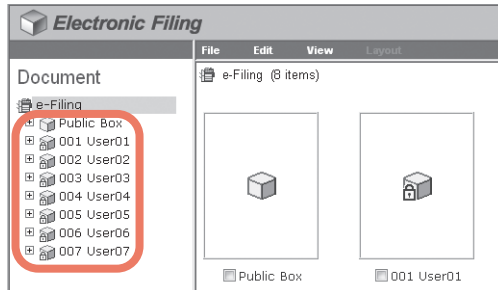 Electronic Filing
File Edit View Layout
Document
e-Filing
Public Box
001 User01
002 User02
003 User03
004 User04
005 User05
006 User06
007 User07
e-Filing (8 items)
Public Box
001 User01